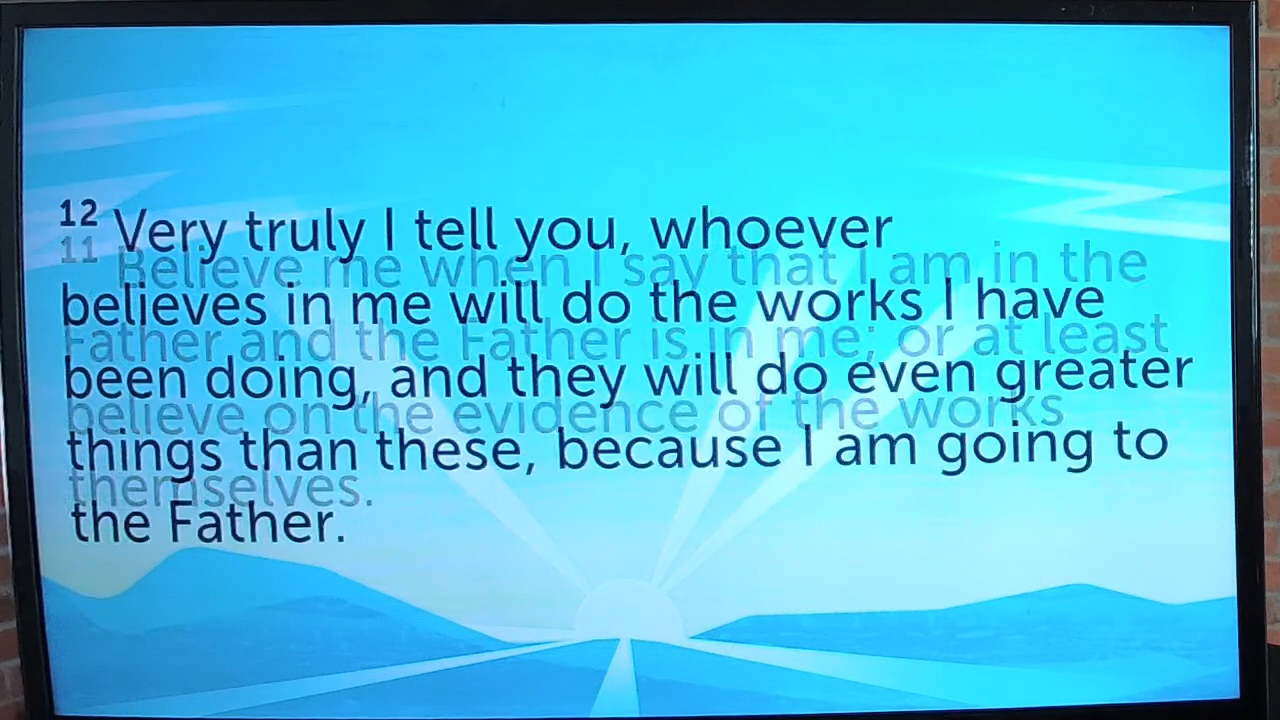 12 Very truly I tell you, whoever
believes in me will do the works I have
been doing, and they will do even greater
things than these, because I am going to
the Father.
11 Believe me when I say that I am in the
Father and the Father is in me; or at least
believe on the evidence of the works
themselves.